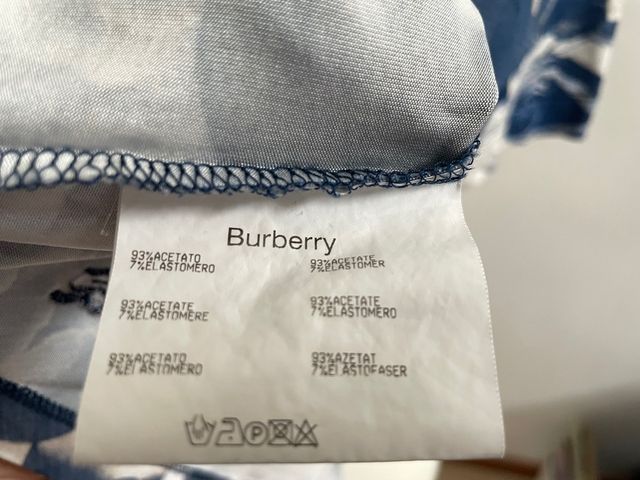 Burberry
93%ACETATO
7%ELASTOMERO
93%ACETATE
7%ELASTOMER
93%ACETATE
7%ELASTOMERE
93%ACETATE
7%ELASTOMERO
93%ACETATO
7%ELASTOMERO
93%AZETAT
7%ELASTOFASER